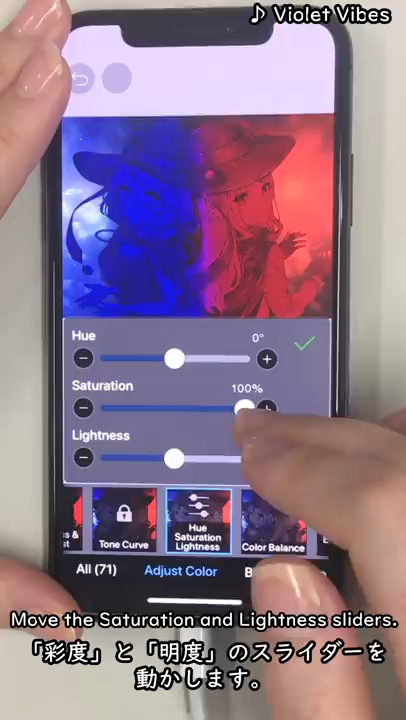 ♪ Violet Vibes
Hue
0°
Saturation
100%
Lightness
Tone Curve
Hue
Saturation
Lightness
Color Balance
All (71)
Adjust Color
Move the Saturation and Lightness sliders.
「彩度」と「明度」のスライダーを
動かします。